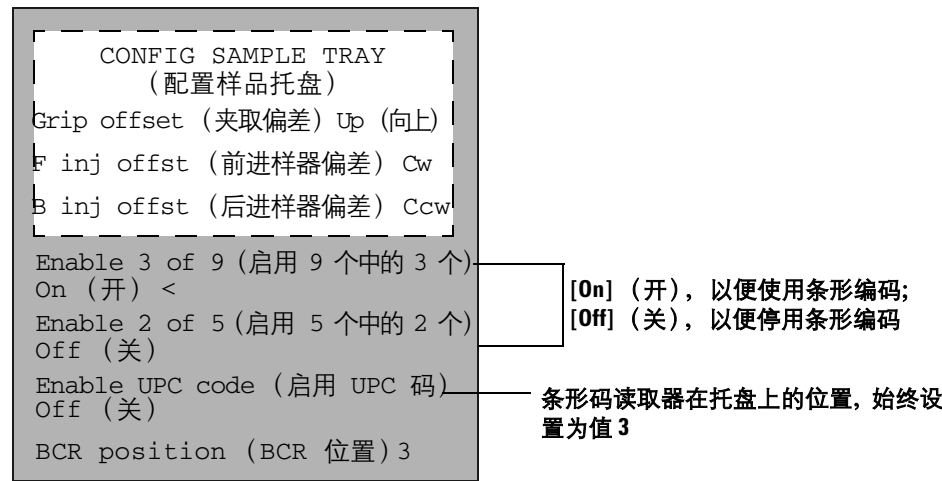 CONFIG SAMPLE TRAY
（配置样品托盘）
Grip offset （夹取偏差）Up （向上）
F inj offst （前进样器偏差） Cw
B inj offst （后进样器偏差） Ccw
Enable 3 of 9（启用 9 个中的 3 个）
On （开） <
Enable 2 of 5（启用 5 个中的 2 个）
Off （关）
Enable UPC code （启用 UPC 码）
Off （关）
BCR position （BCR 位置）3
[On] （开），以便使用条形编码;
[Off] （关），以便停用条形编码
条形码读取器在托盘上的位置, 始终设
置为值 3